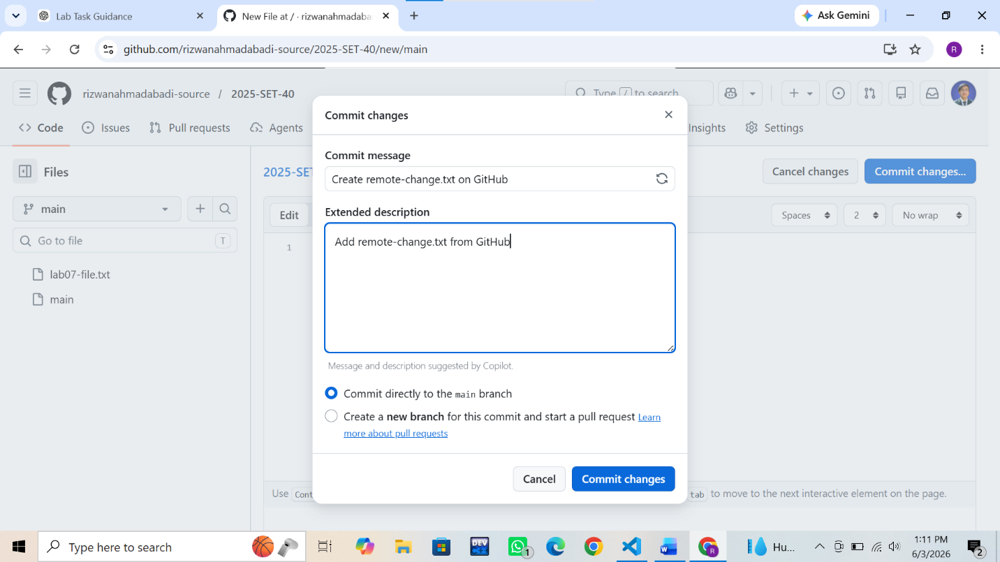 Lab Task Guidance
New File at / · rizwanahmadaba
Ask Gemini
github.com/rizwanahmadabadi-source/2025-SET-40/new/main
R
rizwanahmadabadi-source / 2025-SET-40
Type / to search
Code
Issues
Pull requests
Agents
Insights
Settings
Files
main
Go to file
T
lab07-file.txt
main
2025-SET
Cancel changes
Commit changes...
Edit
Spaces
2
No wrap
1
Commit changes
Commit message
Create remote-change.txt on GitHub
Extended description
Add remote-change.txt from GitHub
Message and description suggested by Copilot.
Commit directly to the main branch
Create a new branch for this commit and start a pull request Learn
more about pull requests
Cancel
Commit changes
Use Cont
tab to move to the next interactive element on the page.
Type here to search
DEV
C++
1
W
R
Hu...
1:11 PM
6/3/2026
2